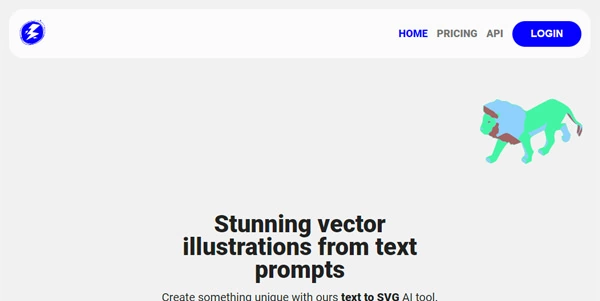 HOME PRICING API LOGIN
Stunning vector
illustrations from text
prompts
Create something unique with ours text to SVG AI tool.